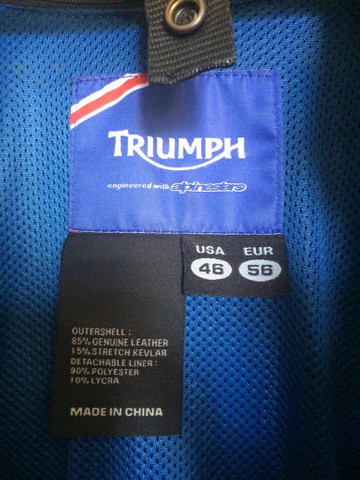 TRIUMPH
engineered with alpinestars
USA EUR
46 56
OUTERSHELL :
85% GENUINE LEATHER
15% STRETCH KEVLAR
DETACHABLE LINER :
90% POLYESTER
10% LYCRA
MADE IN CHINA